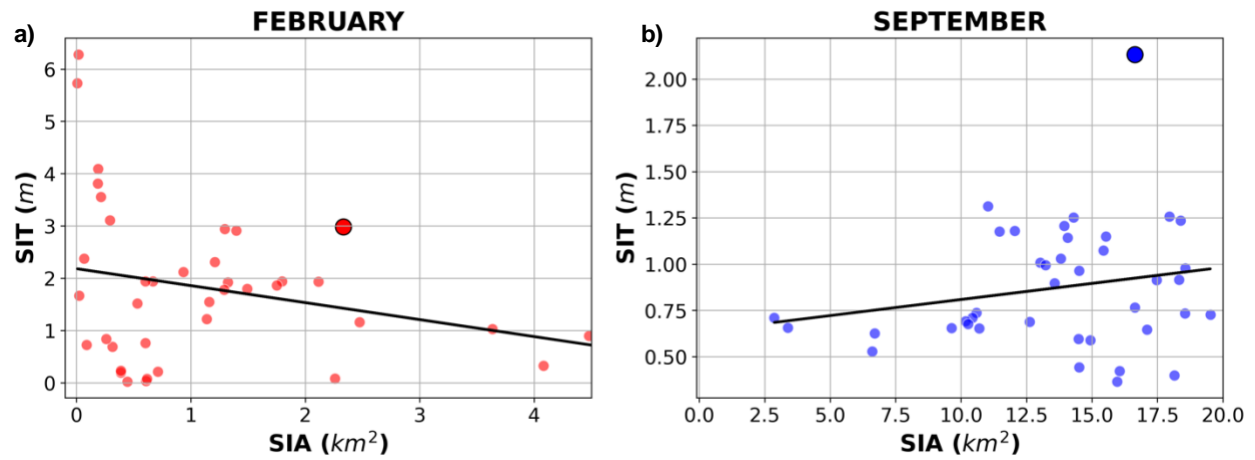 a)
FEBRUARY
SIT (m)
6
5
4
3
2
1
0
0 1 2 3 4
SIA (km²)
b)
SEPTEMBER
SIT (m)
2.00
1.75
1.50
1.25
1.00
0.75
0.50
0.0 2.5 5.0 7.5 10.0 12.5 15.0 17.5 20.0
SIA (km²)